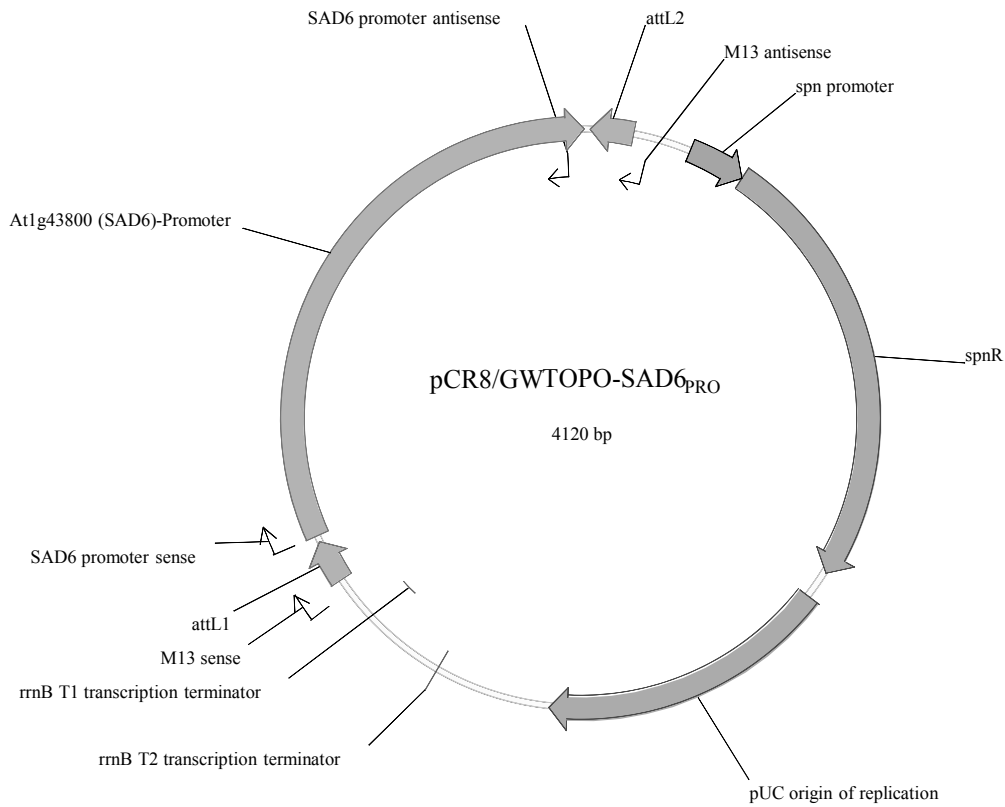 SAD6 promoter antisense
attL2
M13 antisense
spn promoter
At1g43800 (SAD6)-Promoter
spnR
pCR8/GWTOPO-SAD6PRO
4120 bp
SAD6 promoter sense
attL1
M13 sense
rrnB T1 transcription terminator
rrnB T2 transcription terminator
pUC origin of replication